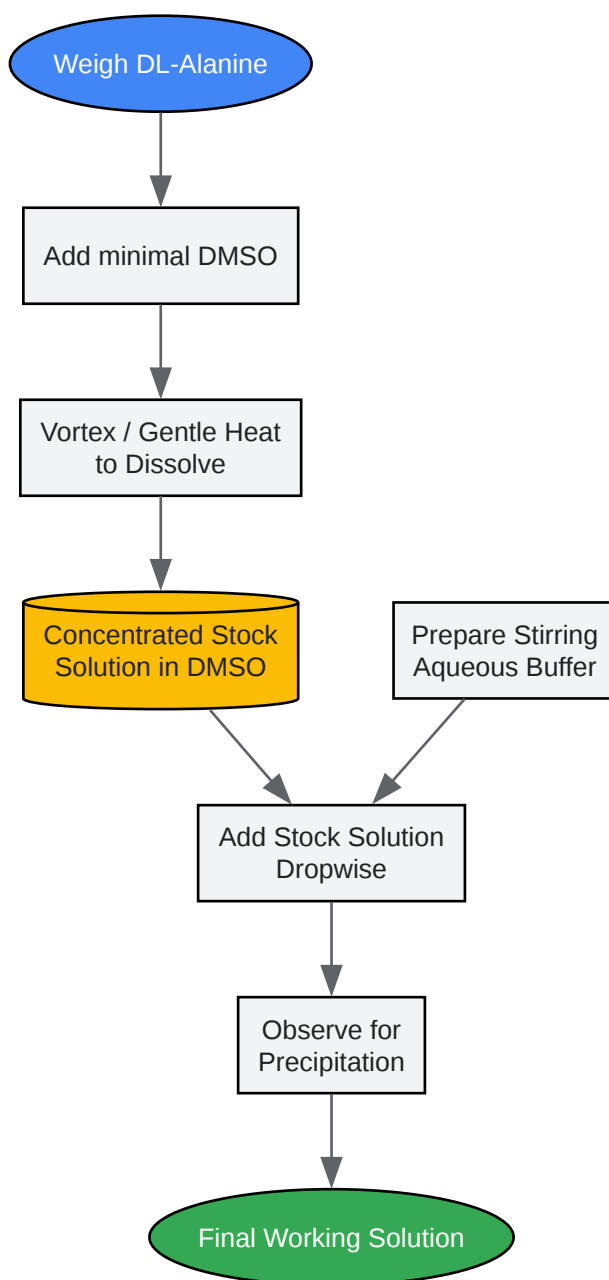 Weigh DL-Alanine
Add minimal DMSO
Vortex / Gentle Heat
to Dissolve
Concentrated Stock
Solution in DMSO
Prepare Stirring
Aqueous Buffer
Add Stock Solution
Dropwise
Observe for
Precipitation
Final Working Solution